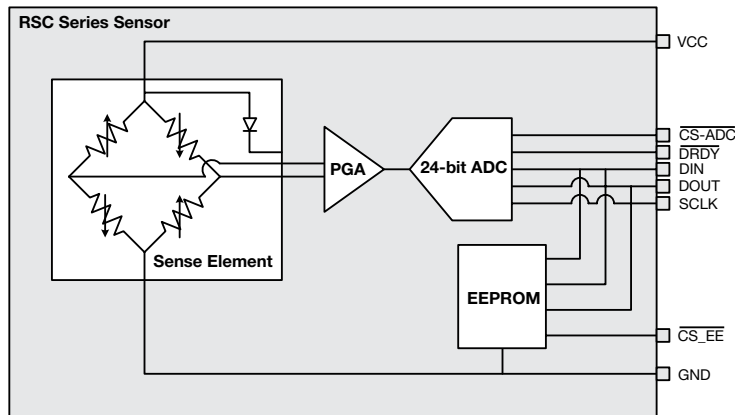 RSC Series Sensor
VCC
CS-ADC
DRDY
PGA
24-bit ADC
DIN
DOUT
SCLK
Sense Element
EEPROM
CS_EE
GND